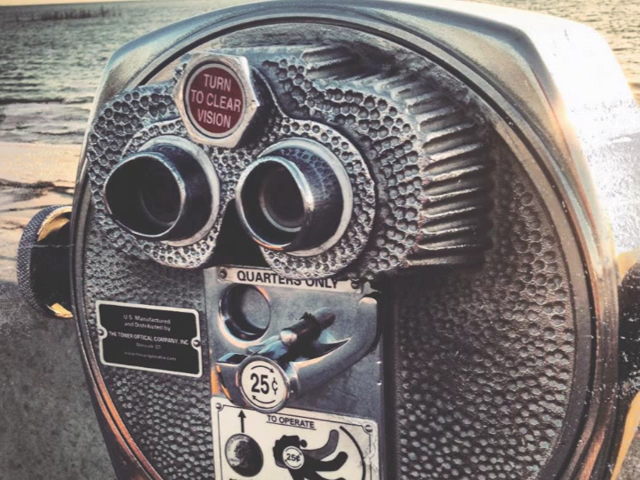 TURN
TO CLEAR
VISION
QUARTERS ONLY
U.S. Manufactured
and Distributed by
THE TOWER OPTICAL COMPANY, INC
25¢
TO OPERATE
25¢